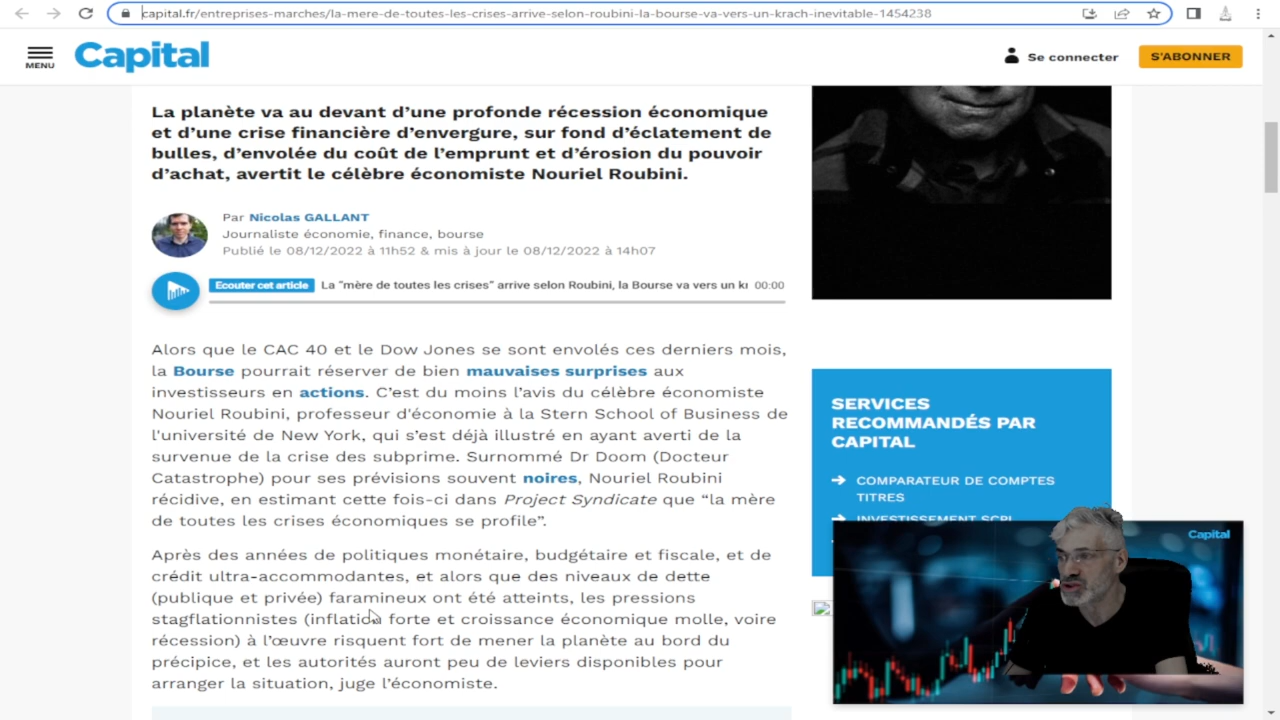 capital.fr/entreprises-marches/la-mere-de-toutes-les-crises-arrive-selon-roubini-la-bourse-va-vers-un-krach-inevitable-1454238
MENU
Capital
Se connecter
S'ABONNER
La planète va au devant d’une profonde récession économique
et d’une crise financière d’envergure, sur fond d’éclatement de
bulles, d’envolée du coût de l’emprunt et d’érosion du pouvoir
d’achat, avertit le célèbre économiste Nouriel Roubini.
Par Nicolas GALLANT
Journaliste économie, finance, bourse
Publié le 08/12/2022 à 11h52 & mis à jour le 08/12/2022 à 14h07
Ecouter cet article
La "mère de toutes les crises" arrive selon Roubini, la Bourse va vers un kr
00:00
Alors que le CAC 40 et le Dow Jones se sont envolés ces derniers mois,
la Bourse pourrait réserver de bien mauvaises surprises aux
investisseurs en actions. C’est du moins l’avis du célèbre économiste
Nouriel Roubini, professeur d'économie à la Stern School of Business de
l'université de New York, qui s’est déjà illustré en ayant averti de la
survenue de la crise des subprime. Surnommé Dr Doom (Docteur
Catastrophe) pour ses prévisions souvent noires, Nouriel Roubini
récidive, en estimant cette fois-ci dans Project Syndicate que “la mère
de toutes les crises économiques se profile”.
Après des années de politiques monétaire, budgétaire et fiscale, et de
crédit ultra-accommodantes, et alors que des niveaux de dette
(publique et privée) faramineux ont été atteints, les pressions
stagflationnistes (inflation forte et croissance économique molle, voire
récession) à l’œuvre risquent fort de mener la planète au bord du
précipice, et les autorités auront peu de leviers disponibles pour
arranger la situation, juge l’économiste.
SERVICES
RECOMMANDÉS PAR
CAPITAL
COMPARATEUR DE COMPTES
TITRES
INVESTISSEMENT SCPI
Capital